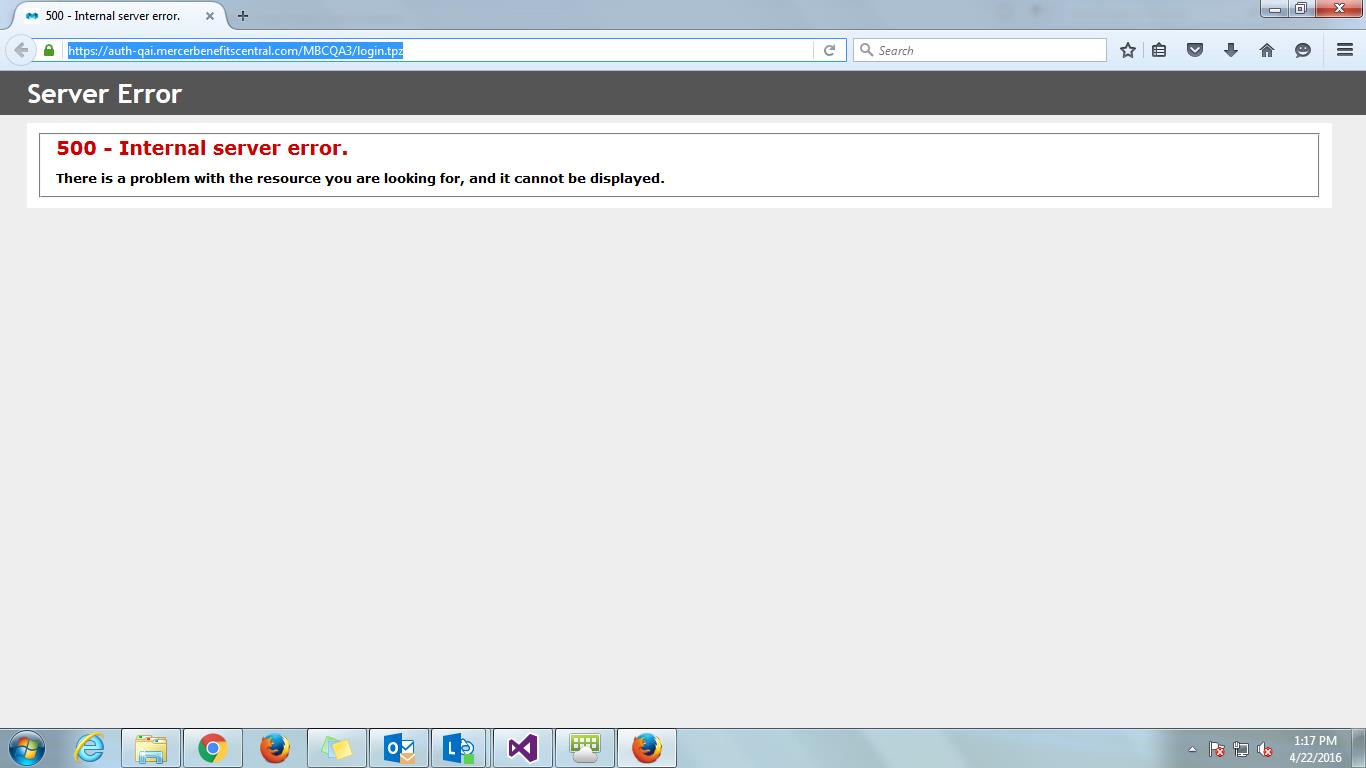 500 - Internal server error.
https://auth-qai.mercerbenefitscentral.com/MBCQA3/login.tpz
Search
Server Error
500 - Internal server error.
There is a problem with the resource you are looking for, and it cannot be displayed.
1:17 PM
4/22/2016